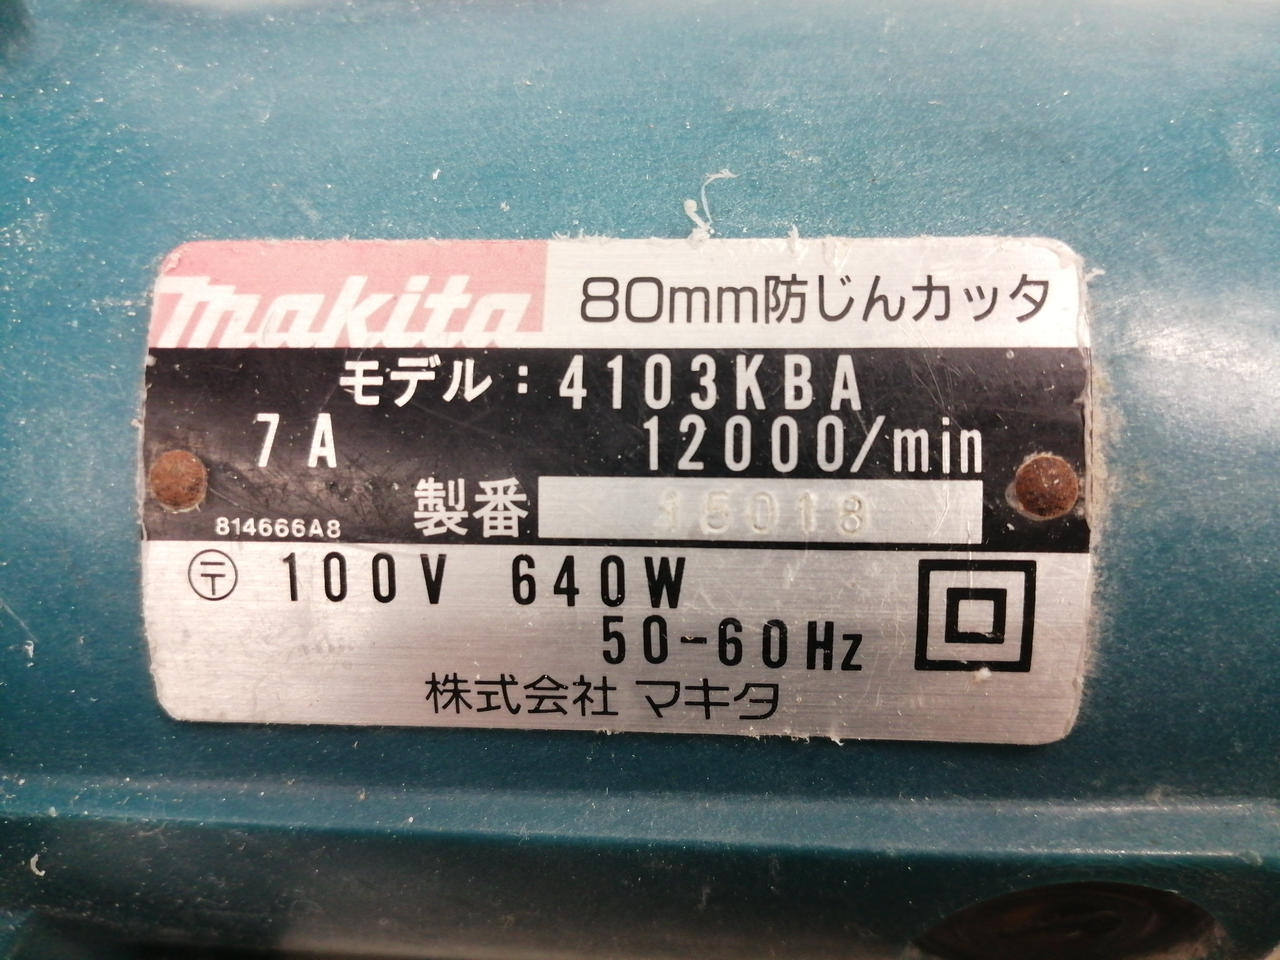 makita 80mm防じんカッタ
モデル：4103KBA
7A 12000/min
814666A8 製番 15018
〶 100V 640W
50-60Hz
株式会社 マキタ